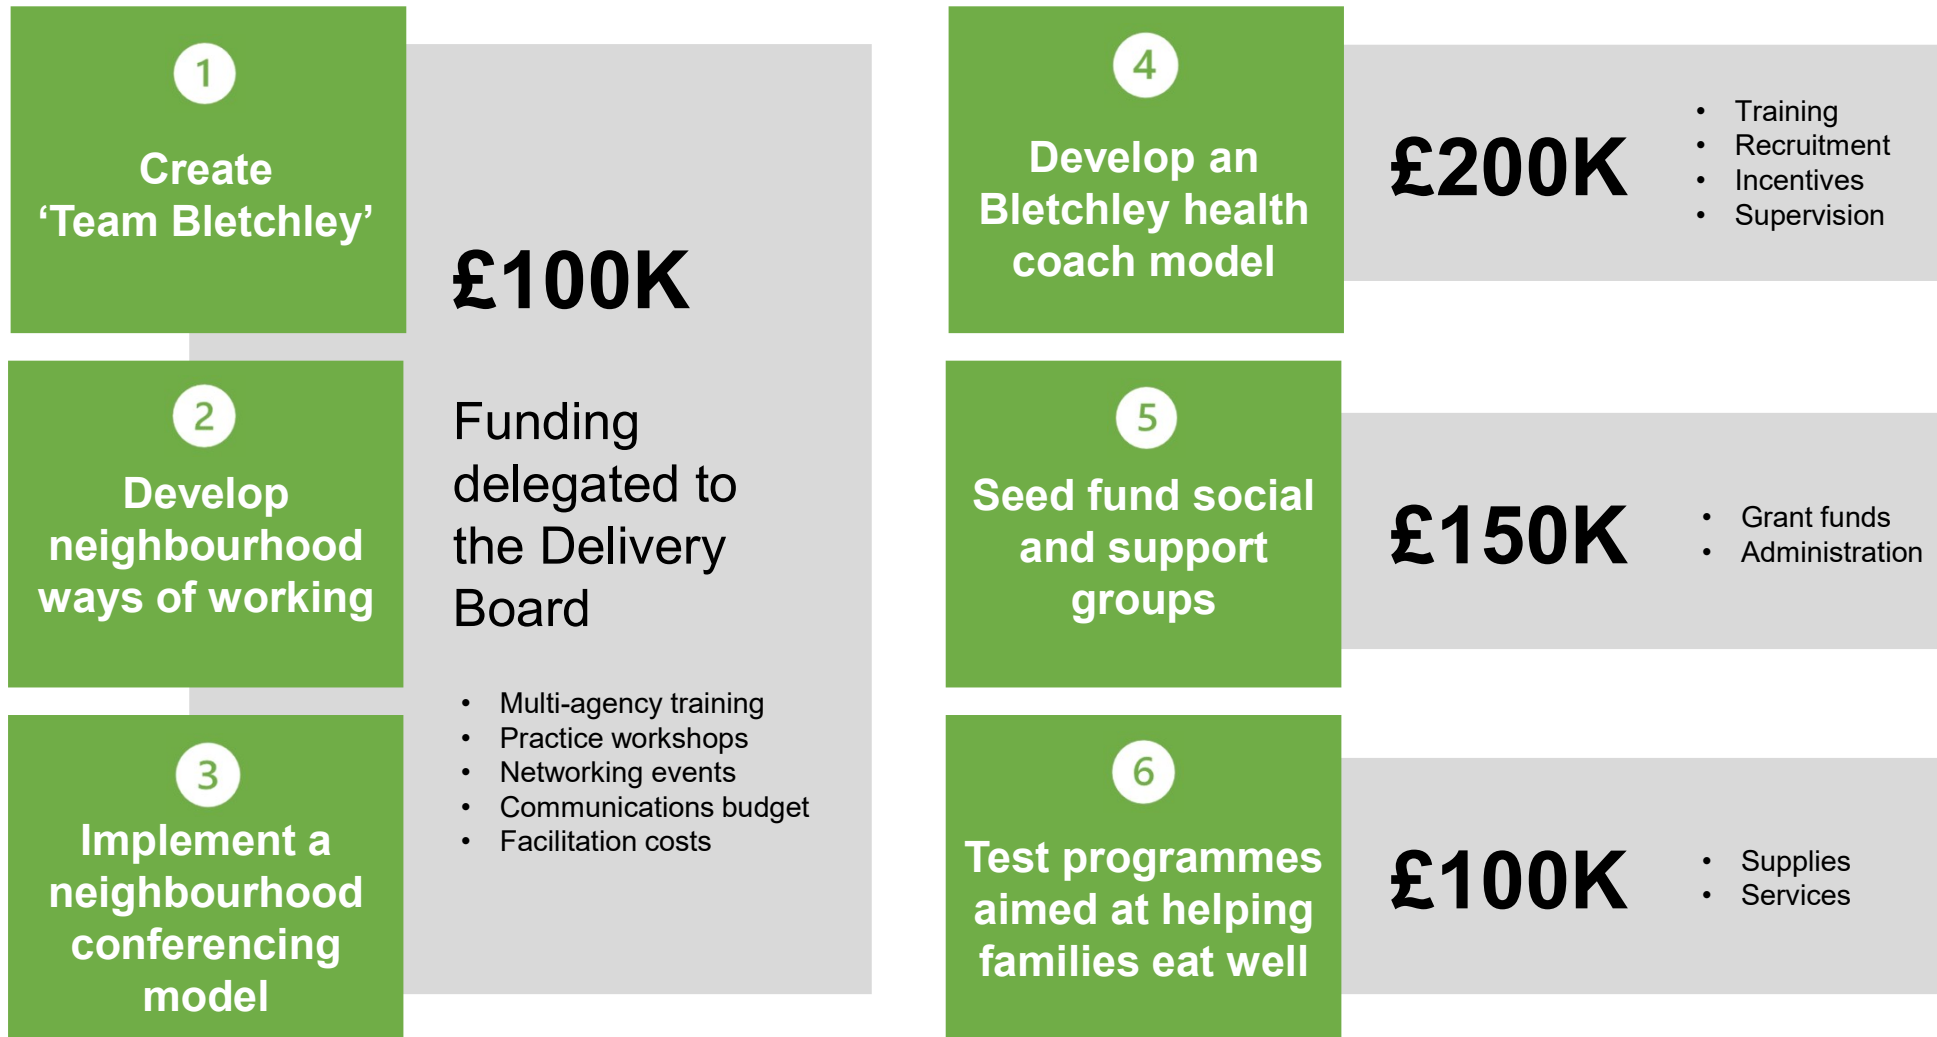 1
Create
‘Team Bletchley’
2
Develop
neighbourhood
ways of working
3
Implement a
neighbourhood
conferencing
model
£100K
Funding
delegated to
the Delivery
Board
• Multi-agency training
• Practice workshops
• Networking events
• Communications budget
• Facilitation costs
4
Develop an
Bletchley health
coach model
£200K
• Training
• Recruitment
• Incentives
• Supervision
5
Seed fund social
and support
groups
£150K
• Grant funds
• Administration
6
Test programmes
aimed at helping
families eat well
£100K
• Supplies
• Services